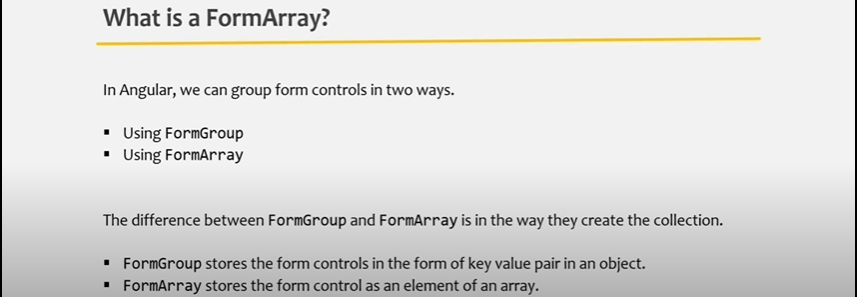 What is a FormArray?
In Angular, we can group form controls in two ways.
▪ Using FormGroup
▪ Using FormArray
The difference between FormGroup and FormArray is in the way they create the collection.
▪ FormGroup stores the form controls in the form of key value pair in an object.
▪ FormArray stores the form control as an element of an array.